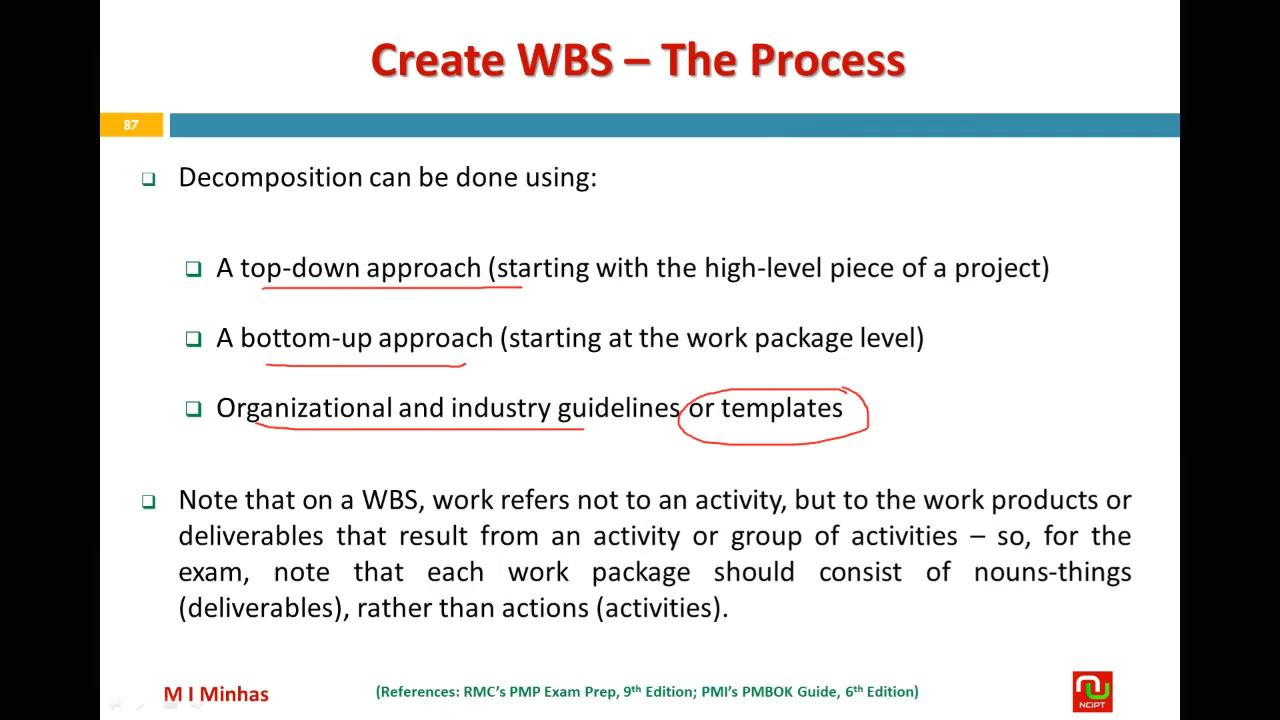 Create WBS – The Process
87
Decomposition can be done using:
A top-down approach (starting with the high-level piece of a project)
A bottom-up approach (starting at the work package level)
Organizational and industry guidelines or templates
Note that on a WBS, work refers not to an activity, but to the work products or
deliverables that result from an activity or group of activities – so, for the
exam, note that each work package should consist of nouns-things
(deliverables), rather than actions (activities).
M I Minhas
(References: RMC's PMP Exam Prep, 9th Edition; PMI's PMBOK Guide, 6th Edition)
NCIPT